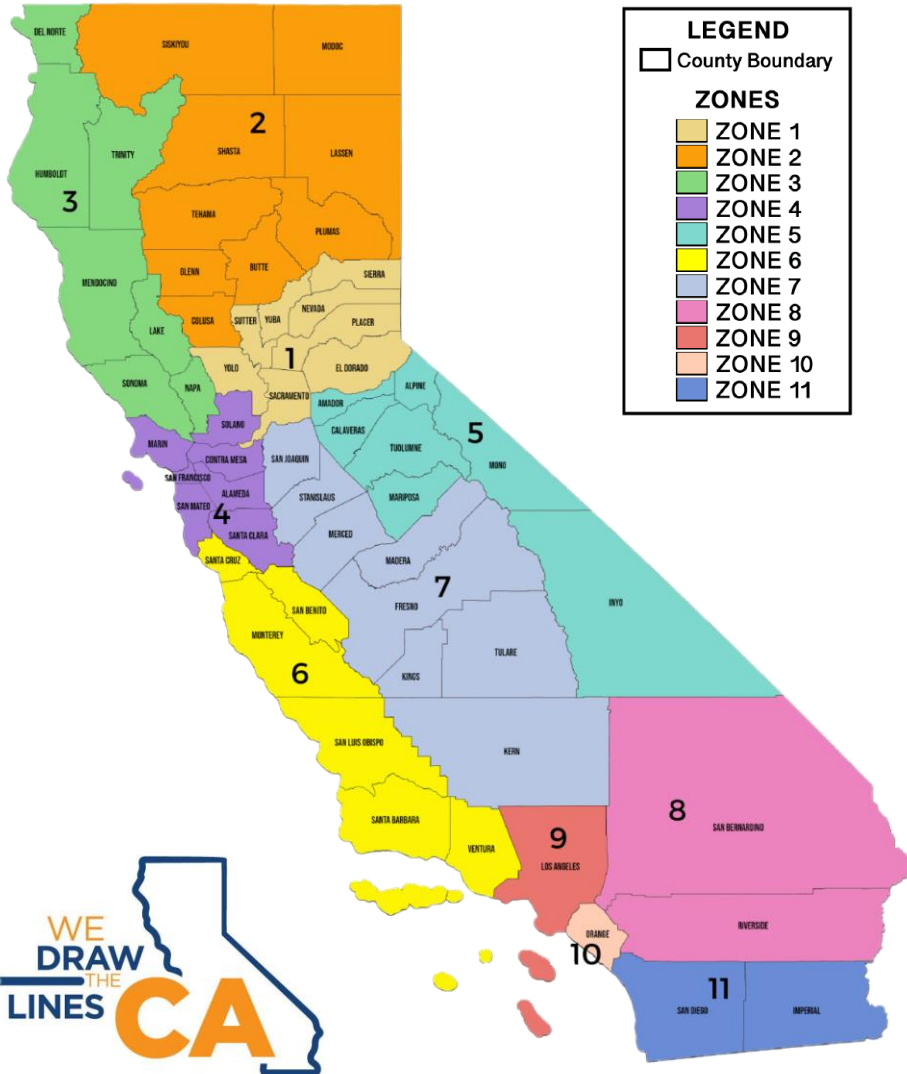 DEL NORTE
SISKIYOU
MODOC
2
SHASTA
TRINITY
LASSEN
HUMBOLDT
3
TEHAMA
PLUMAS
BUTTE
GLENN
SIERRA
MENDOCINO
NEVADA
COLUSA
SUTTER
YUBA
PLACER
LAKE
1
YOLO
EL DORADO
SONOMA
NAPA
SACRAMENTO
ALPINE
AMADOR
SOLANO
CALAVERAS
5
MARIN
TUOLUMNE
CONTRA MESA
SAN JOAQUIN
MONO
SAN FRANCISCO
ALAMEDA
STANISLAUS
MARIPOSA
SAN MATEO
4
SANTA CLARA
MERCED
SANTA CRUZ
MADERA
7
FRESNO
SAN BENITO
INYO
MONTEREY
TULARE
6
KINGS
SAN LUIS OBISPO
KERN
8
SANTA BARBARA
SAN BERNARDINO
9
VENTURA
LOS ANGELES
RIVERSIDE
ORANGE
10
11
SAN DIEGO
IMPERIAL
LEGEND
County Boundary
ZONES
ZONE 1
ZONE 2
ZONE 3
ZONE 4
ZONE 5
ZONE 6
ZONE 7
ZONE 8
ZONE 9
ZONE 10
ZONE 11
WE
DRAW
THE
LINES
CA